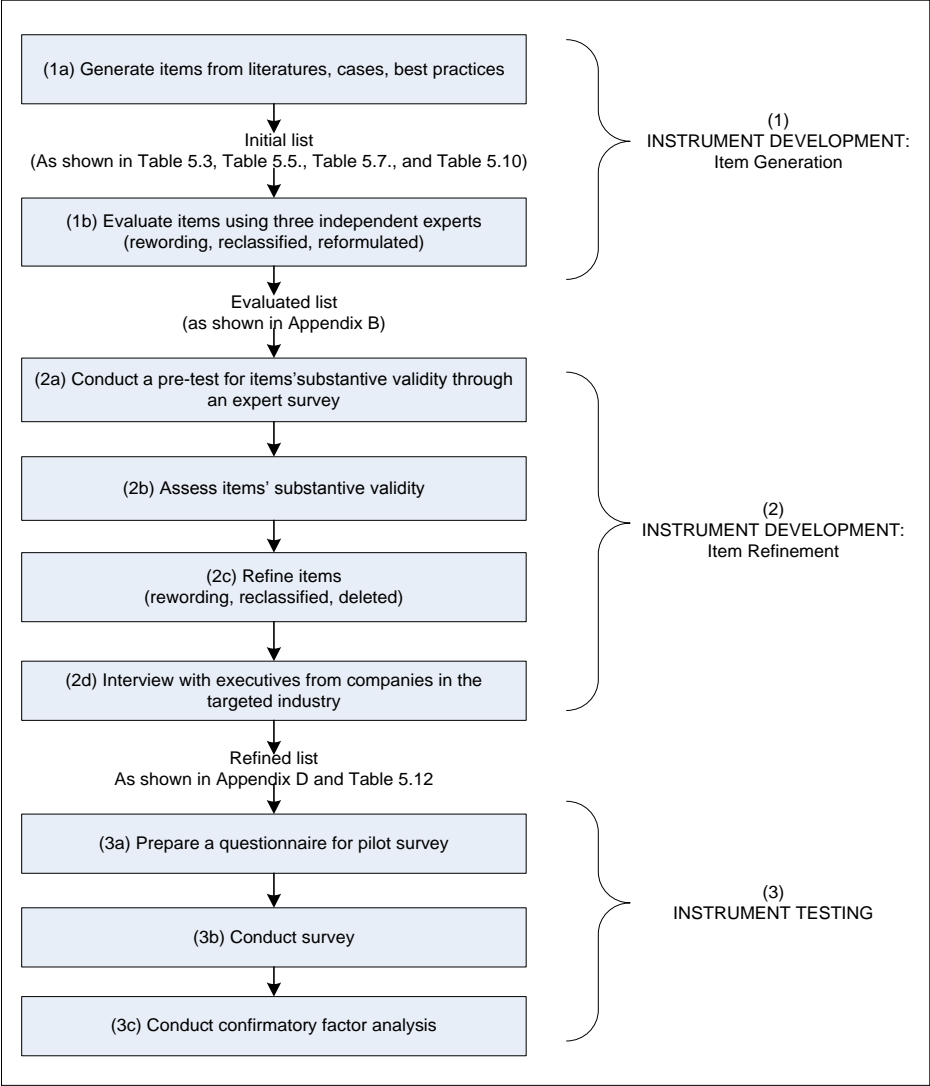 (1a) Generate items from literatures, cases, best practices
Initial list
(As shown in Table 5.3, Table 5.5., Table 5.7., and Table 5.10)
(1b) Evaluate items using three independent experts
(rewording, reclassified, reformulated)
(1)
INSTRUMENT DEVELOPMENT:
Item Generation
Evaluated list
(as shown in Appendix B)
(2a) Conduct a pre-test for items'substantive validity through
an expert survey
(2b) Assess items’ substantive validity
(2c) Refine items
(rewording, reclassified, deleted)
(2d) Interview with executives from companies in the
targeted industry
(2)
INSTRUMENT DEVELOPMENT:
Item Refinement
Refined list
As shown in Appendix D and Table 5.12
(3a) Prepare a questionnaire for pilot survey
(3b) Conduct survey
(3c) Conduct confirmatory factor analysis
(3)
INSTRUMENT TESTING